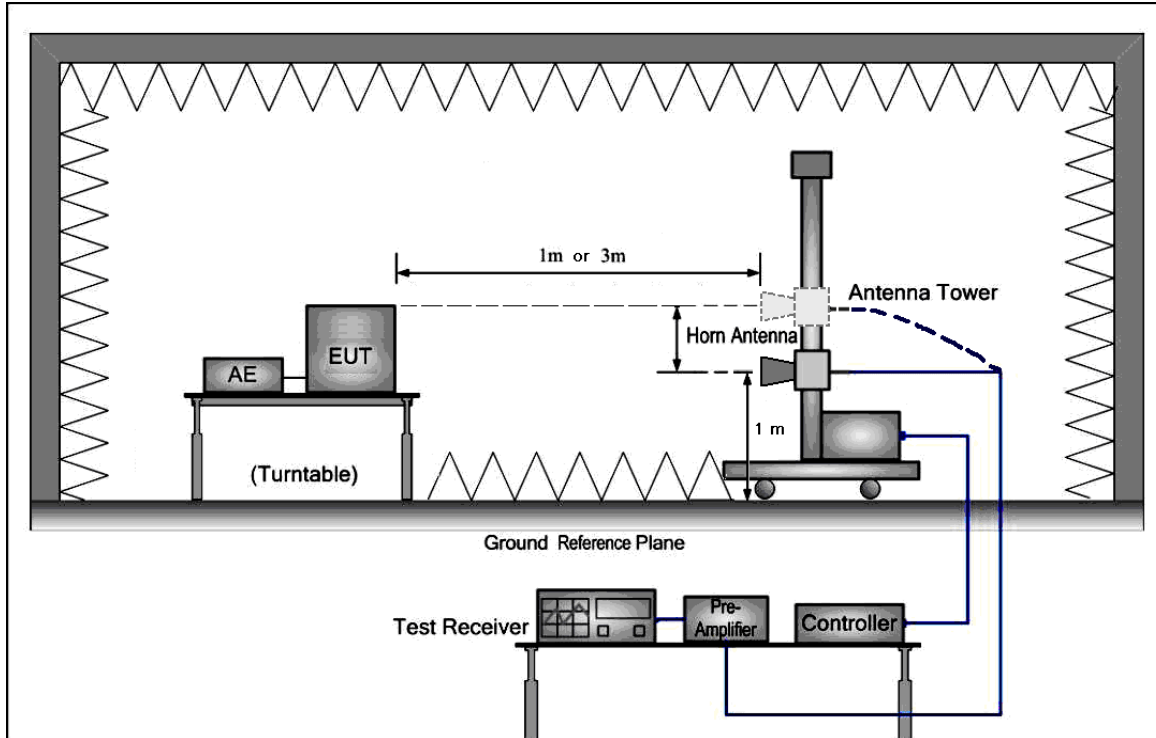 1m or 3m
Antenna Tower
Horn Antenna
EUT
AE
1 m
(Turntable)
Ground Reference Plane
Test Receiver
Pre-
Amplifier
Controller